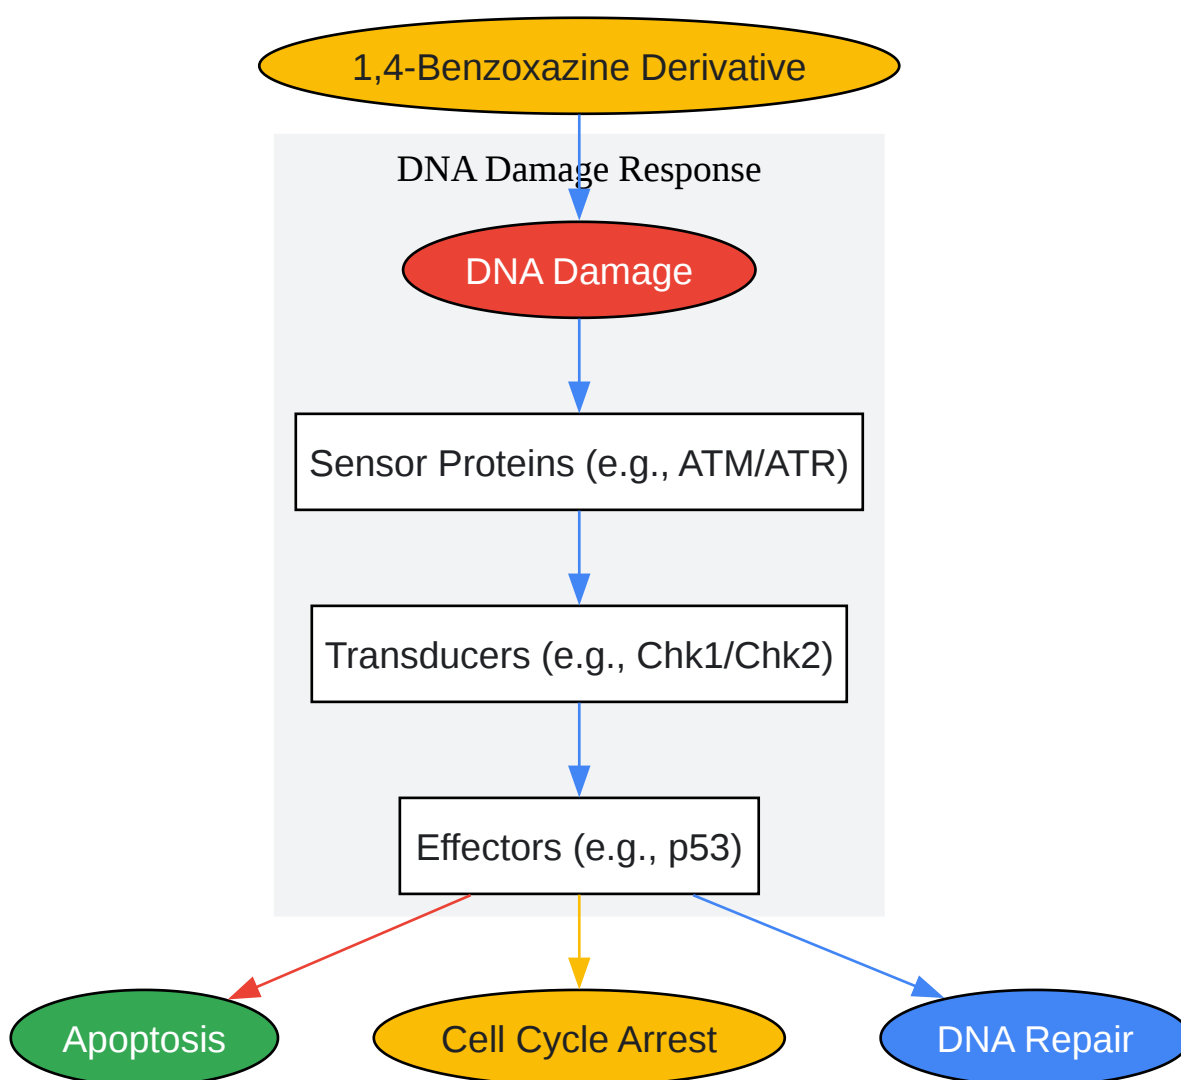 1,4-Benzoxazine Derivative
DNA Damage Response
DNA Damage
Sensor Proteins (e.g., ATM/ATR)
Transducers (e.g., Chk1/Chk2)
Effectors (e.g., p53)
Apoptosis
Cell Cycle Arrest
DNA Repair